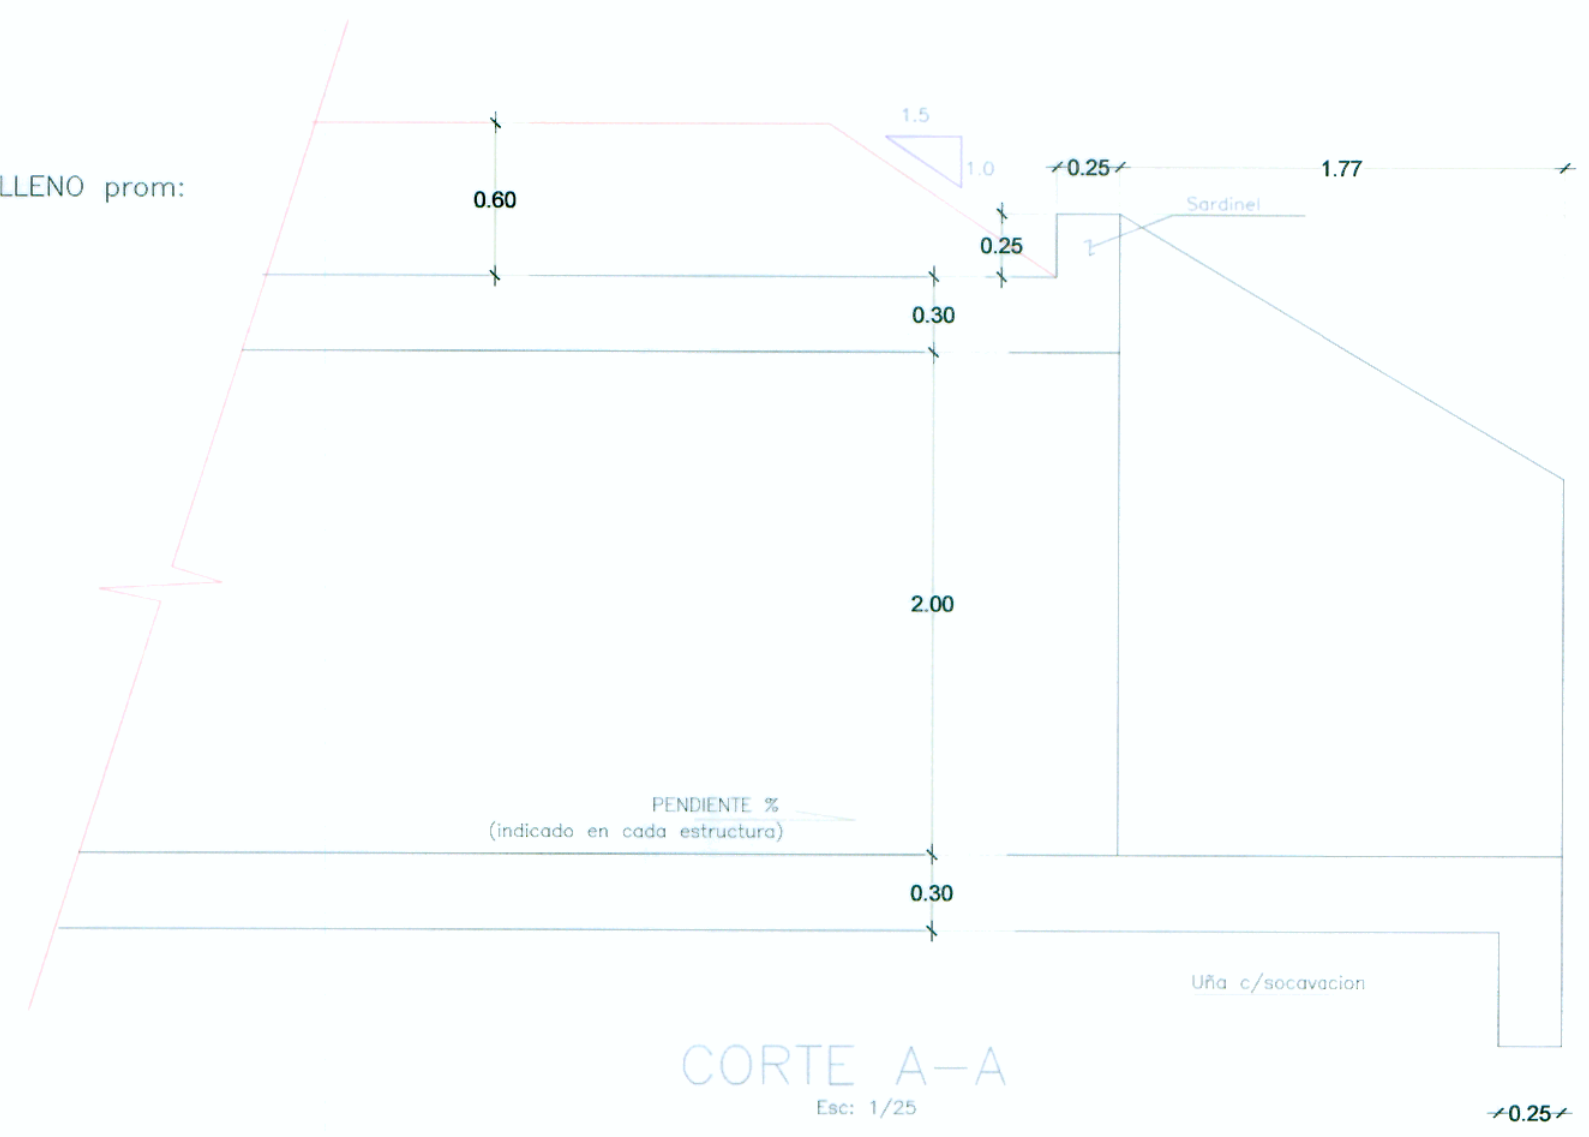 1.5
1.0
0.25
1.77
LLENO prom:
0.60
Sardinel
0.25
0.30
2.00
PENDIENTE %
(indicado en cada estructura)
0.30
Uña c/socavacion
CORTE A-A
Esc: 1/25
0.25